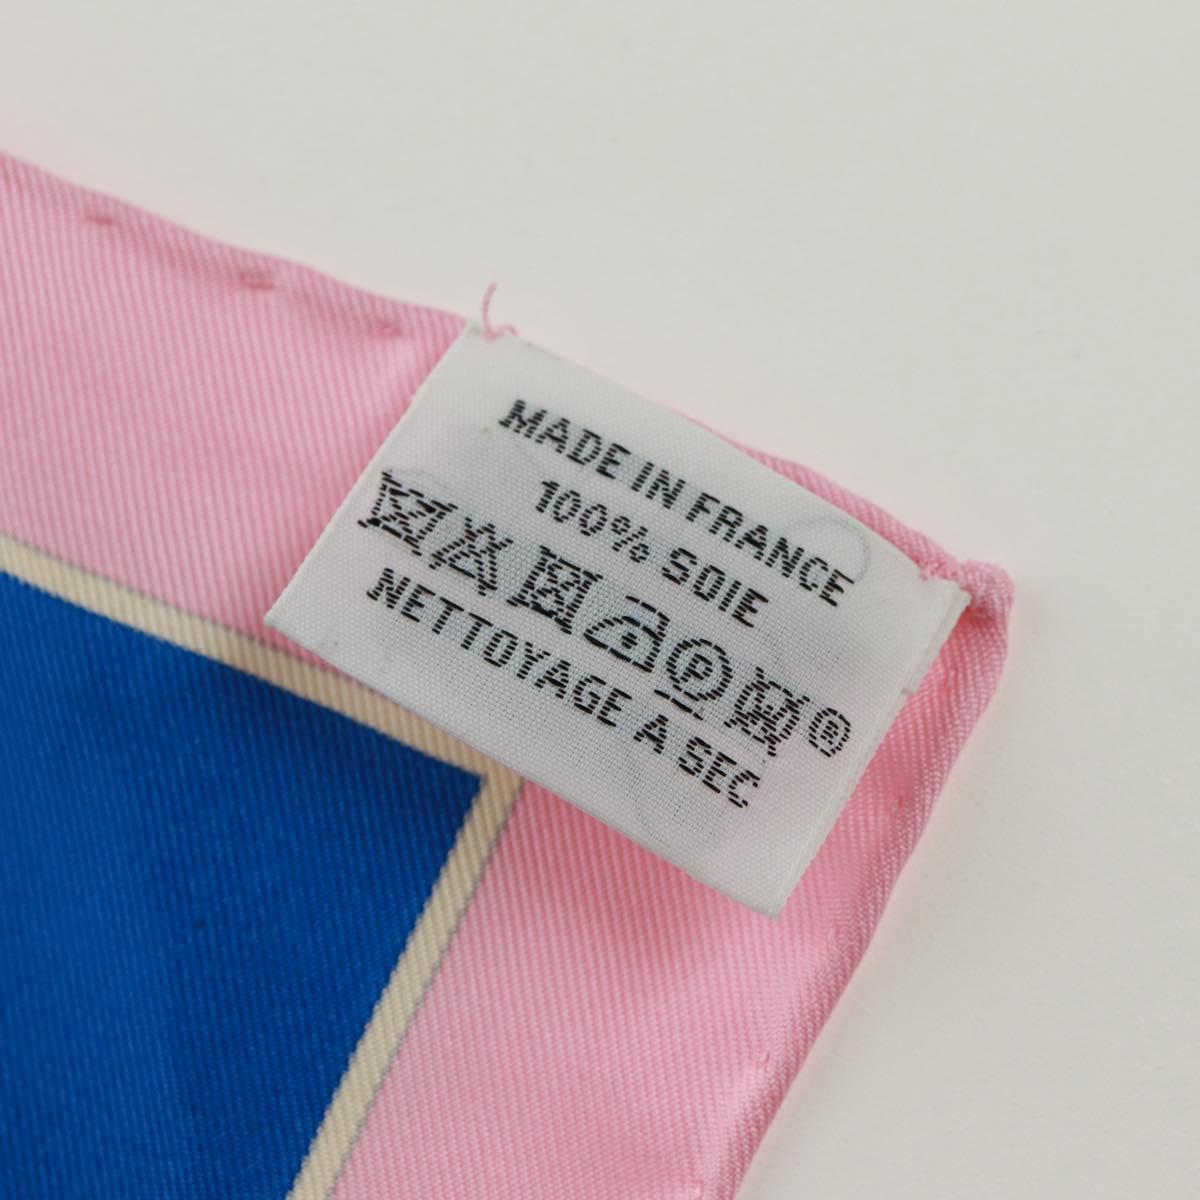 MADE IN FRANCE
100% SOIE
P ®
NETTOYAGE A SEC